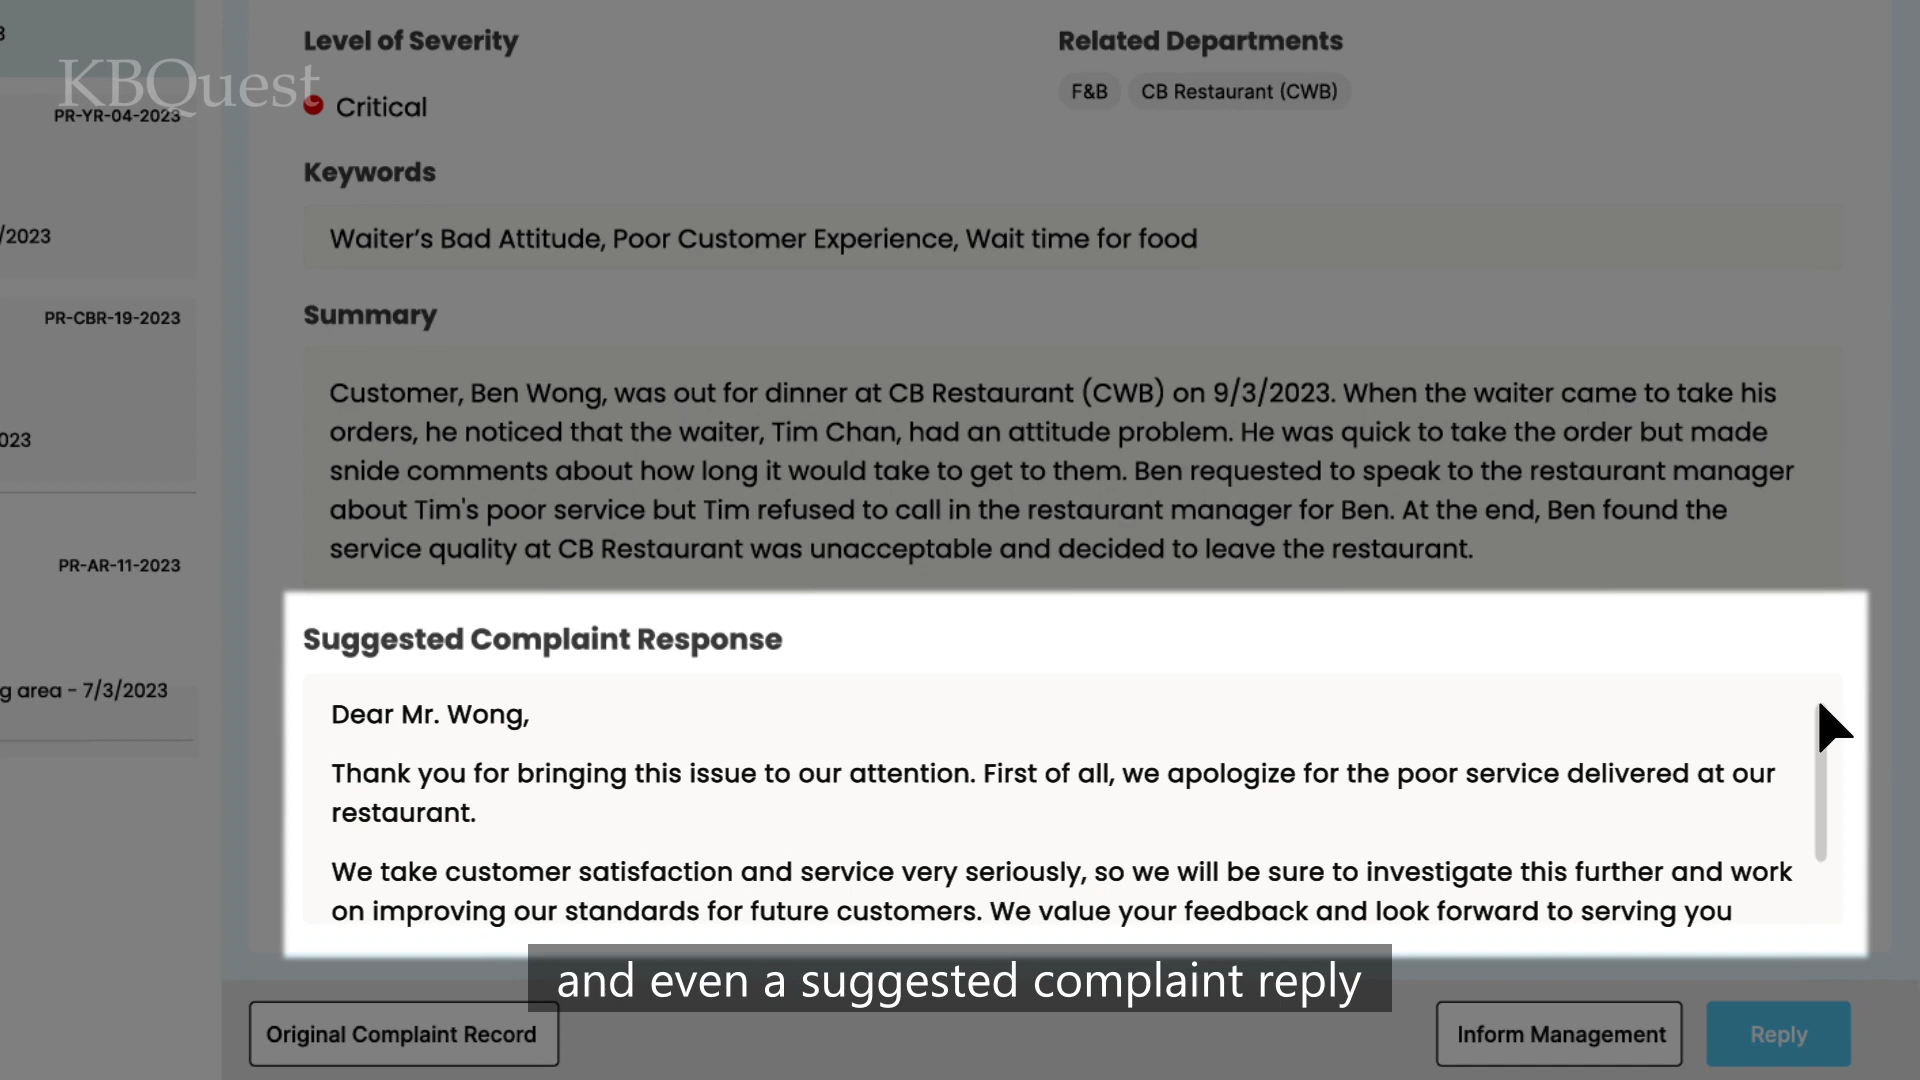 3
KBQuest
PR-YR-04-2023
/2023
PR-CBR-19-2023
023
PR-AR-11-2023
g area - 7/3/2023
Level of Severity
Critical
Related Departments
F&B
CB Restaurant (CWB)
Keywords
Waiter’s Bad Attitude, Poor Customer Experience, Wait time for food
Summary
Customer, Ben Wong, was out for dinner at CB Restaurant (CWB) on 9/3/2023. When the waiter came to take his
orders, he noticed that the waiter, Tim Chan, had an attitude problem. He was quick to take the order but made
snide comments about how long it would take to get to them. Ben requested to speak to the restaurant manager
about Tim's poor service but Tim refused to call in the restaurant manager for Ben. At the end, Ben found the
service quality at CB Restaurant was unacceptable and decided to leave the restaurant.
Suggested Complaint Response
Dear Mr. Wong,
Thank you for bringing this issue to our attention. First of all, we apologize for the poor service delivered at our
restaurant.
We take customer satisfaction and service very seriously, so we will be sure to investigate this further and work
on improving our standards for future customers. We value your feedback and look forward to serving you
and even a suggested complaint reply
Original Complaint Record
Inform Management
Reply